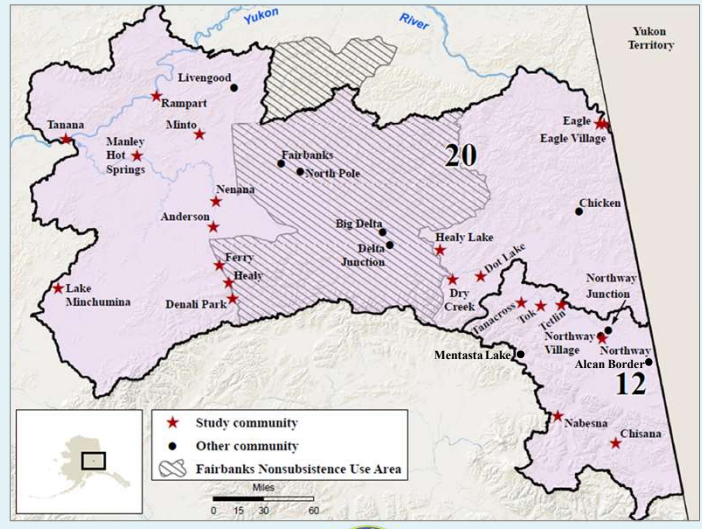 Yukon
River
Yukon
Territory
Livengood
Rampart
Tanana
Minto
Manley
Hot
Springs
Eagle
Eagle Village
20
Fairbanks
North Pole
Nenana
Chicken
Anderson
Big Delta
Delta
Junction
Healy Lake
Ferry
Healy
Dot Lake
Lake
Minchumina
Denali Park
Dry
Creek
Northway
Junction
Tanacross
Tok
Tetlin
Northway
Village
Northway
Mentasta Lake
Alcan Border
12
Nabesna
Chisana
Study community
Other community
Fairbanks Nonsubsistence Use Area
Miles
0 15 30 60